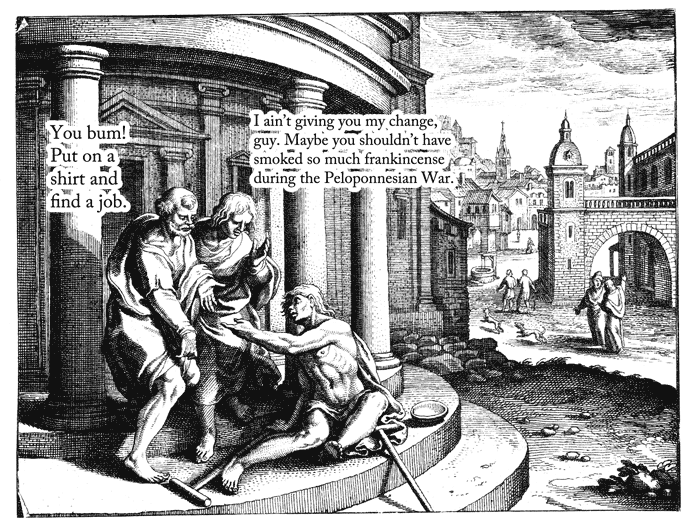 You bum!
Put on a
shirt and
find a job.
I ain't giving you my change,
guy. Maybe you shouldn't have
smoked so much frankincense
during the Peloponnesian War.